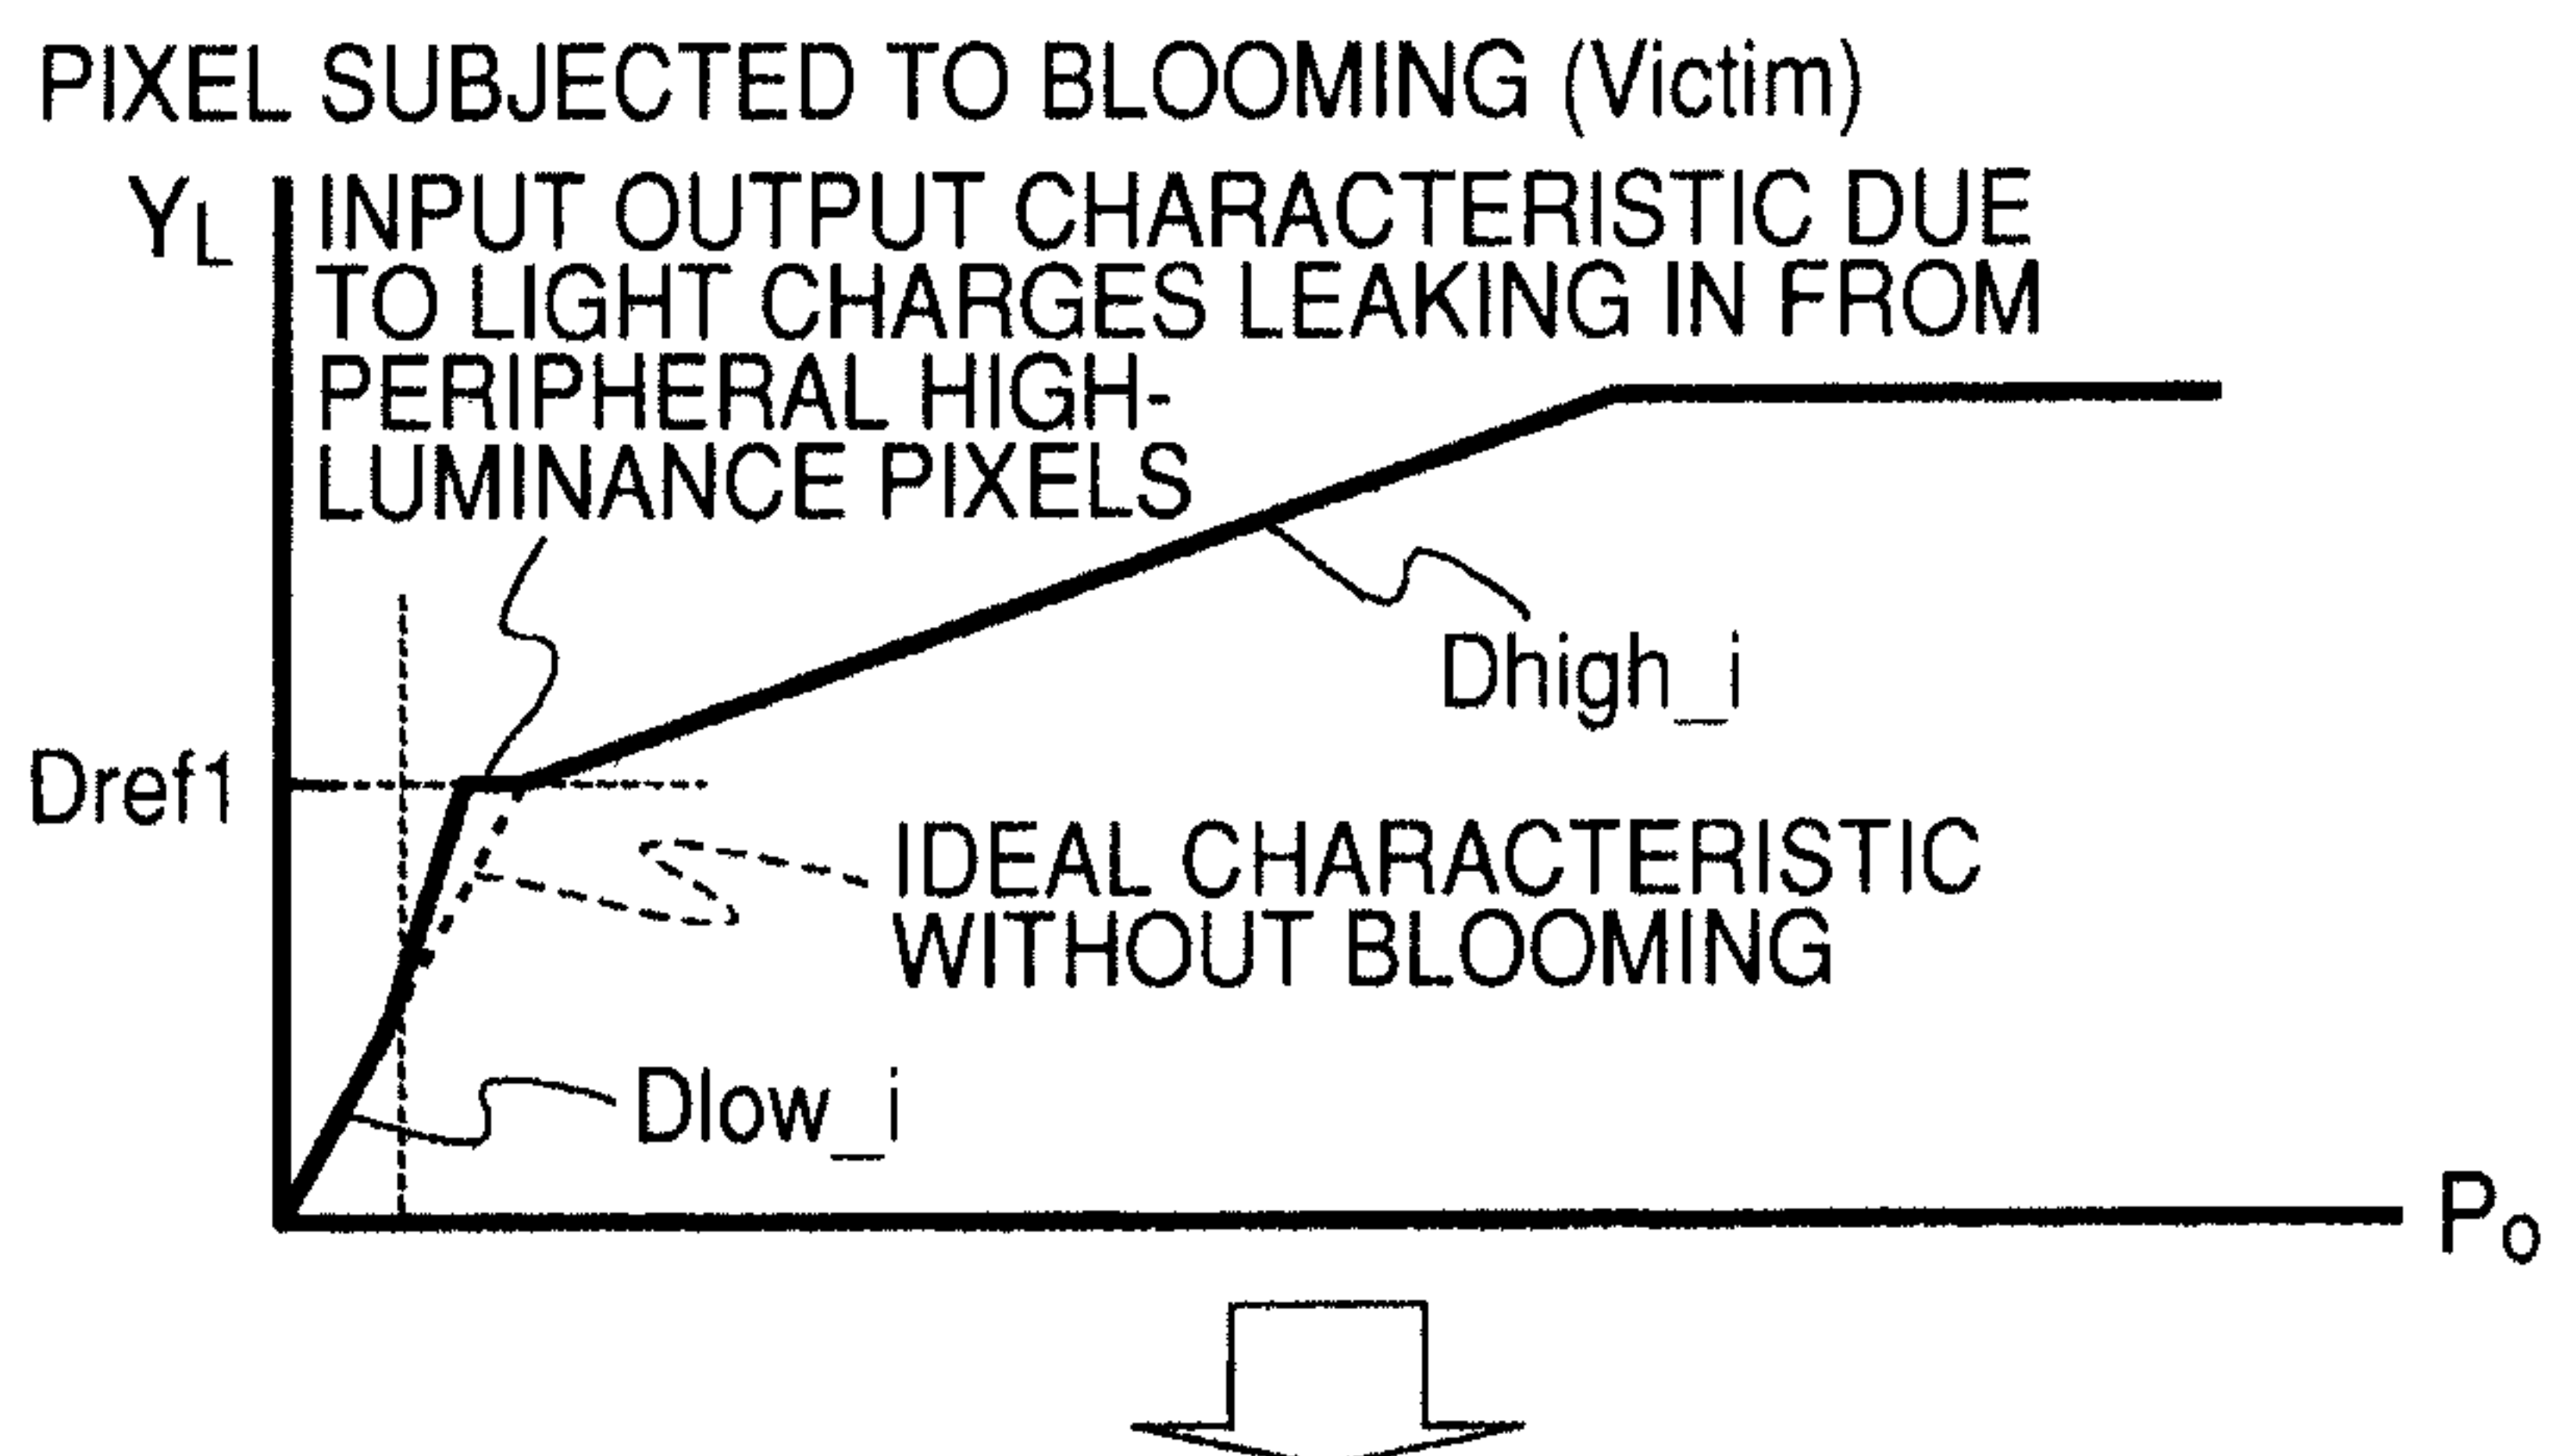 PIXEL SUBJECTED TO BLOOMING (Victim)
YL
INPUT OUTPUT CHARACTERISTIC DUE
TO LIGHT CHARGES LEAKING IN FROM
PERIPHERAL HIGH-
LUMINANCE PIXELS
Dhigh_i
Dref1
IDEAL CHARACTERISTIC
WITHOUT BLOOMING
Dlow_i
Po